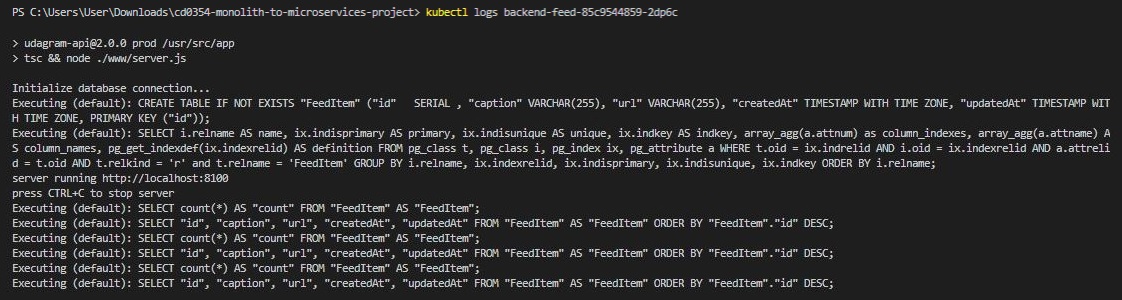 PS C:\Users\User\Downloads\cd0354-monolith-to-microservices-project> kubectl logs backend-feed-85c9544859-2dp6c
> udagram-api@2.0.0 prod /usr/src/app
> tsc && node ./www/server.js
Initialize database connection...
Executing (default): CREATE TABLE IF NOT EXISTS "FeedItem" ("id"   SERIAL , "caption" VARCHAR(255), "url" VARCHAR(255), "createdAt" TIMESTAMP WITH TIME ZONE, "updatedAt" TIMESTAMP WIT
H TIME ZONE, PRIMARY KEY ("id"));
Executing (default): SELECT i.relname AS name, ix.indisprimary AS primary, ix.indisunique AS unique, ix.indkey AS indkey, array_agg(a.attnum) as column_indexes, array_agg(a.attname) A
S column_names, pg_get_indexdef(ix.indexrelid) AS definition FROM pg_class t, pg_class i, pg_index ix, pg_attribute a WHERE t.oid = ix.indrelid AND i.oid = ix.indexrelid AND a.attreli
d = t.oid AND t.relkind = 'r' and t.relname = 'FeedItem' GROUP BY i.relname, ix.indexrelid, ix.indisprimary, ix.indisunique, ix.indkey ORDER BY i.relname;
server running http://localhost:8100
press CTRL+C to stop server
Executing (default): SELECT count(*) AS "count" FROM "FeedItem" AS "FeedItem";
Executing (default): SELECT "id", "caption", "url", "createdAt", "updatedAt" FROM "FeedItem" AS "FeedItem" ORDER BY "FeedItem"."id" DESC;
Executing (default): SELECT count(*) AS "count" FROM "FeedItem" AS "FeedItem";
Executing (default): SELECT "id", "caption", "url", "createdAt", "updatedAt" FROM "FeedItem" AS "FeedItem" ORDER BY "FeedItem"."id" DESC;
Executing (default): SELECT count(*) AS "count" FROM "FeedItem" AS "FeedItem";
Executing (default): SELECT "id", "caption", "url", "createdAt", "updatedAt" FROM "FeedItem" AS "FeedItem" ORDER BY "FeedItem"."id" DESC;